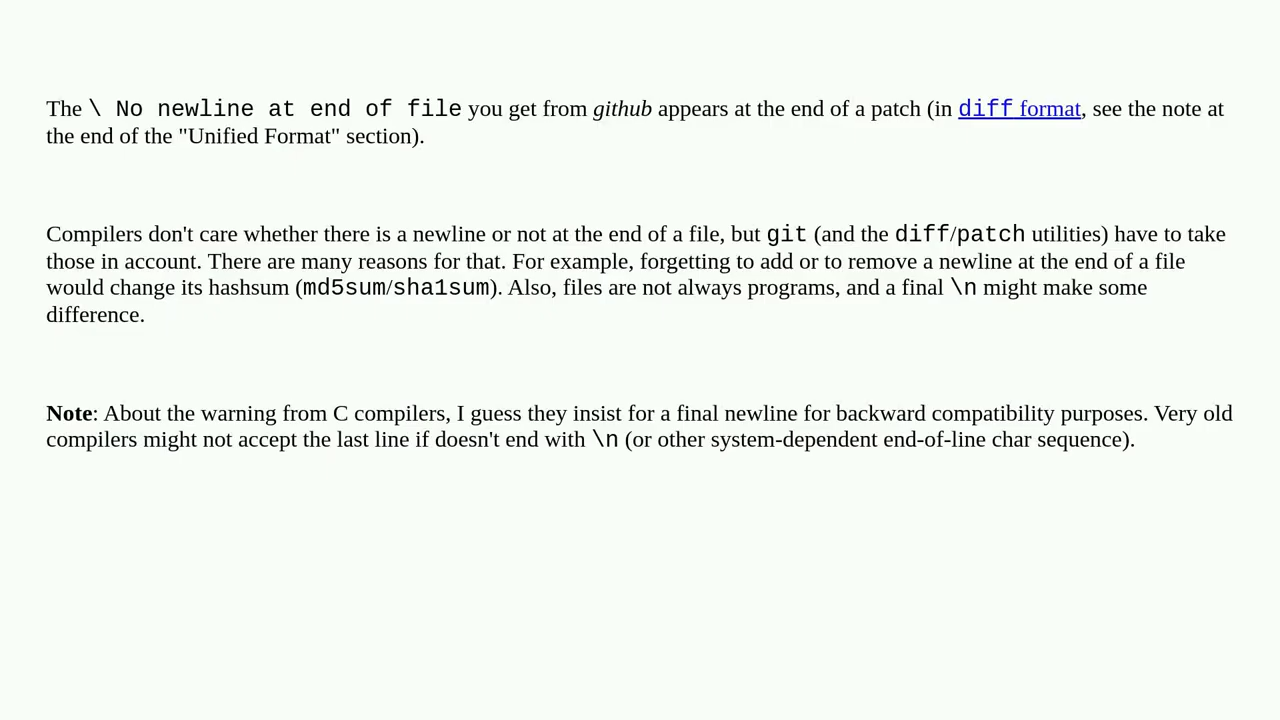 The \ No newline at end of file you get from github appears at the end of a patch (in diff format, see the note at
the end of the "Unified Format" section).
Compilers don't care whether there is a newline or not at the end of a file, but git (and the diff/patch utilities) have to take
those in account. There are many reasons for that. For example, forgetting to add or to remove a newline at the end of a file
would change its hashsum (md5sum/sha1sum). Also, files are not always programs, and a final \n might make some
difference.
Note: About the warning from C compilers, I guess they insist for a final newline for backward compatibility purposes. Very old
compilers might not accept the last line if doesn't end with \n (or other system-dependent end-of-line char sequence).